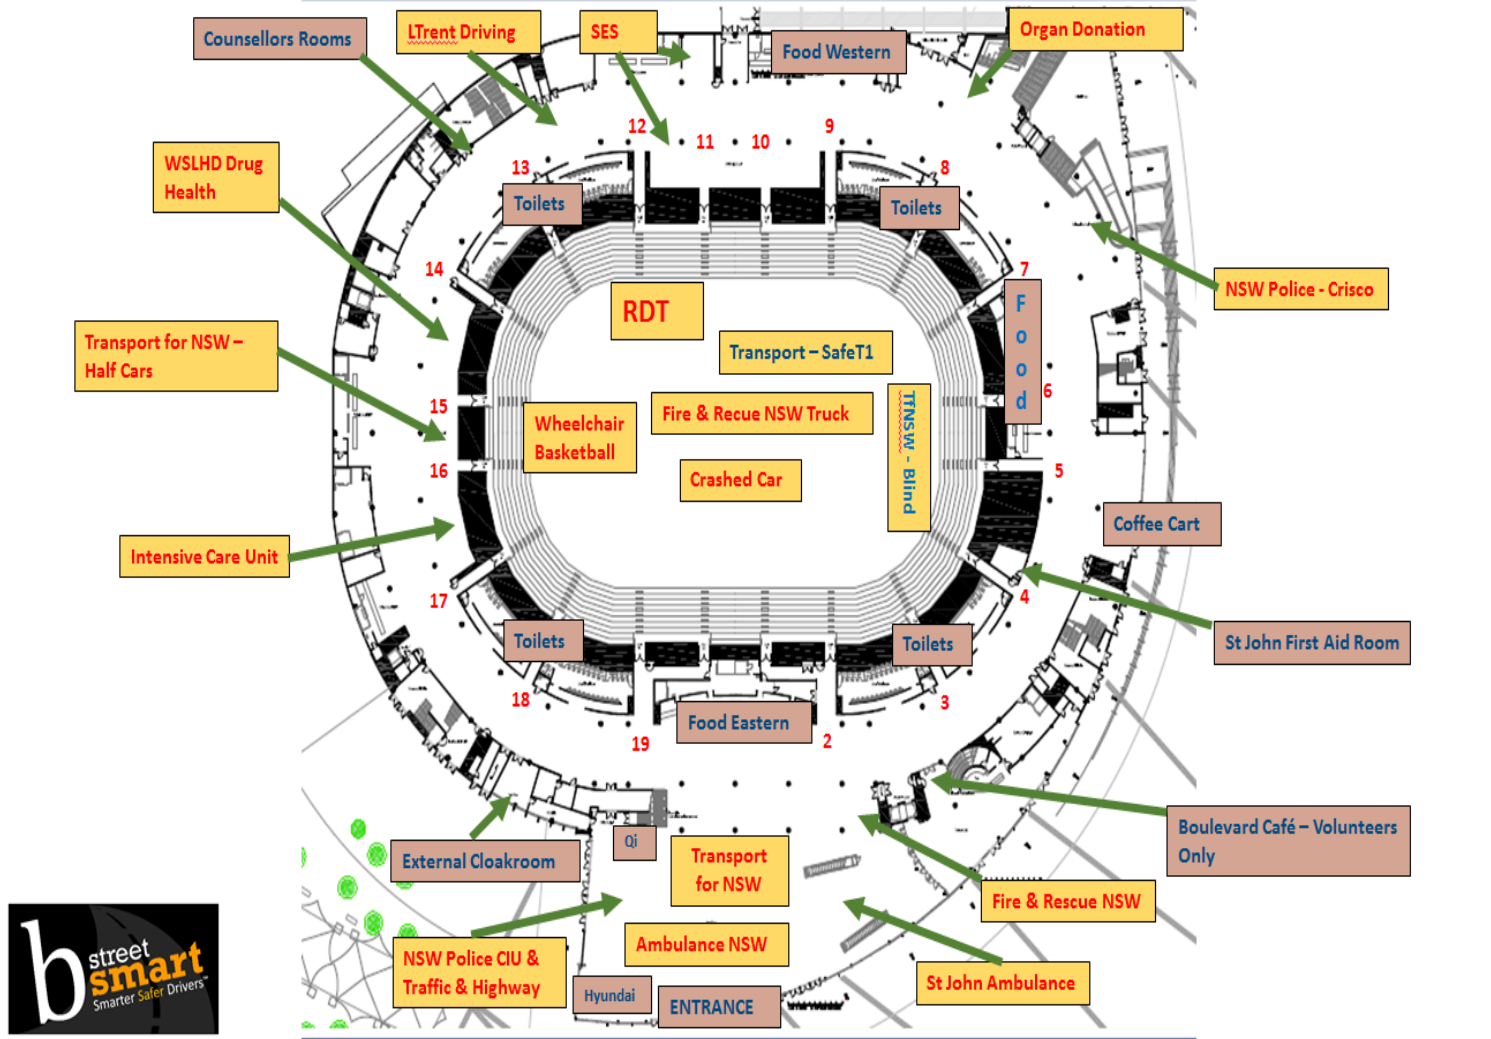 Counsellors Rooms
LTrent Driving
SES
Food Western
Organ Donation
12
11
10
9
13
8
WSLHD Drug
Health
Toilets
Toilets
14
7
NSW Police - Crisco
RDT
F
o
o
d
Transport for NSW –
Half Cars
Transport – SafeT1
15
6
Wheelchair
Basketball
Fire & Recue NSW Truck
TfNSW - Blind
16
5
Crashed Car
Coffee Cart
Intensive Care Unit
17
4
Toilets
Toilets
St John First Aid Room
18
3
Food Eastern
19
2
Qi
External Cloakroom
Transport
for NSW
Boulevard Café – Volunteers
Only
Fire & Rescue NSW
NSW Police CIU &
Traffic & Highway
Ambulance NSW
St John Ambulance
Hyundai
ENTRANCE
b
street
smart
Smarter Safer Drivers™